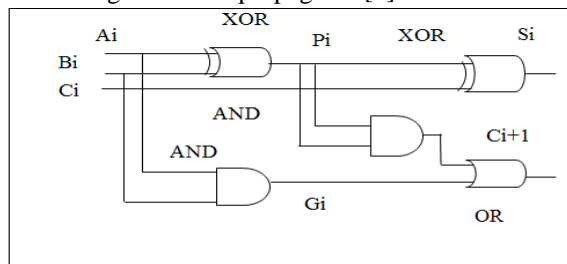 XOR
Ai Pi XOR Si
Bi
Ci
AND
Ci+1
AND
Gi
OR